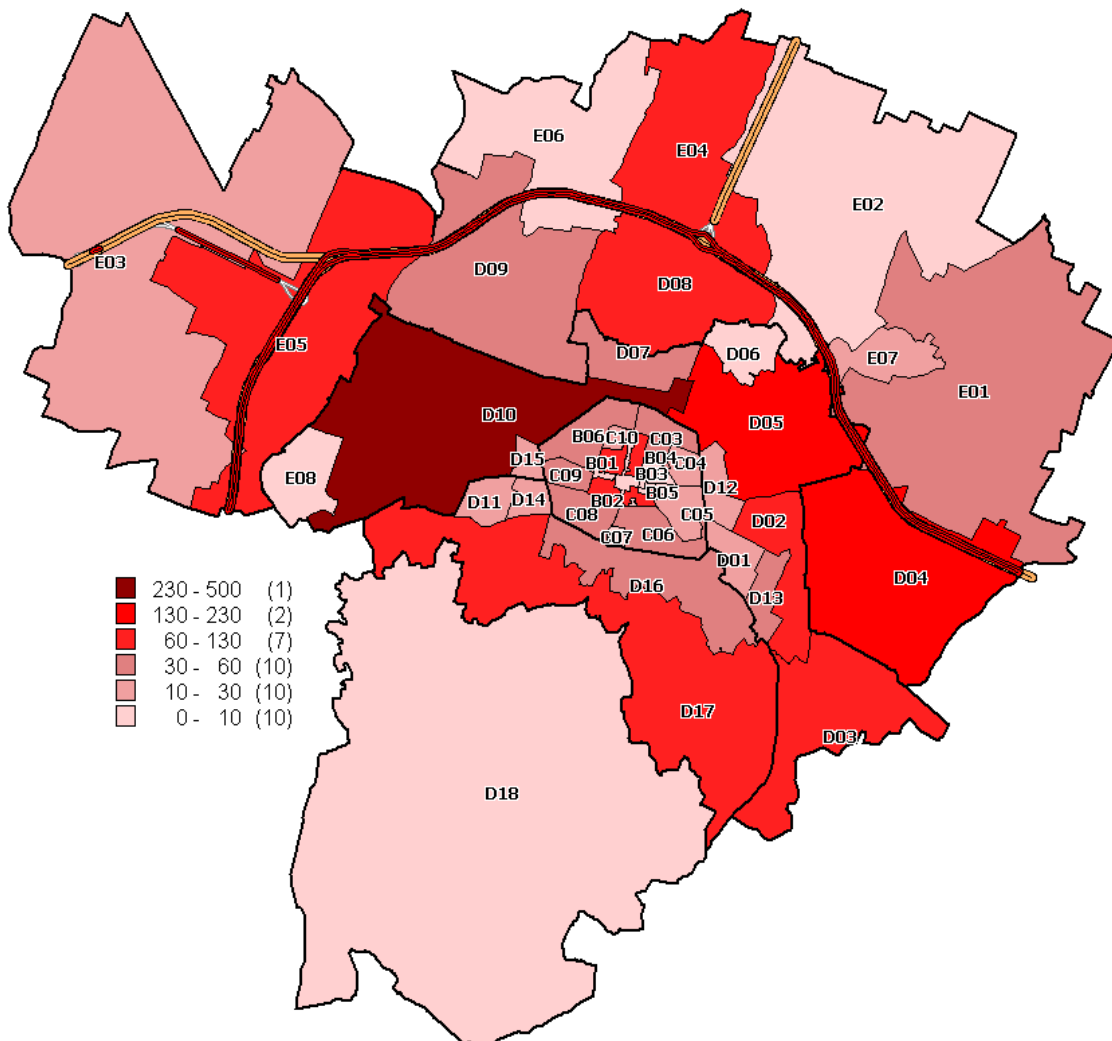 E06
E04
E02
E03
D09
D08
E05
D07
D06
E07
E01
D10
D05
B06
C10
C03
D15
B01
B04
C04
C09
B03
E08
D12
B02
B05
D11
D14
C08
C05
D02
C07
C06
D01
D04
D16
D13
230 - 500 (1)
130 - 230 (2)
60 - 130 (7)
30 - 60 (10)
10 - 30 (10)
0 - 10 (10)
D17
D03
D18